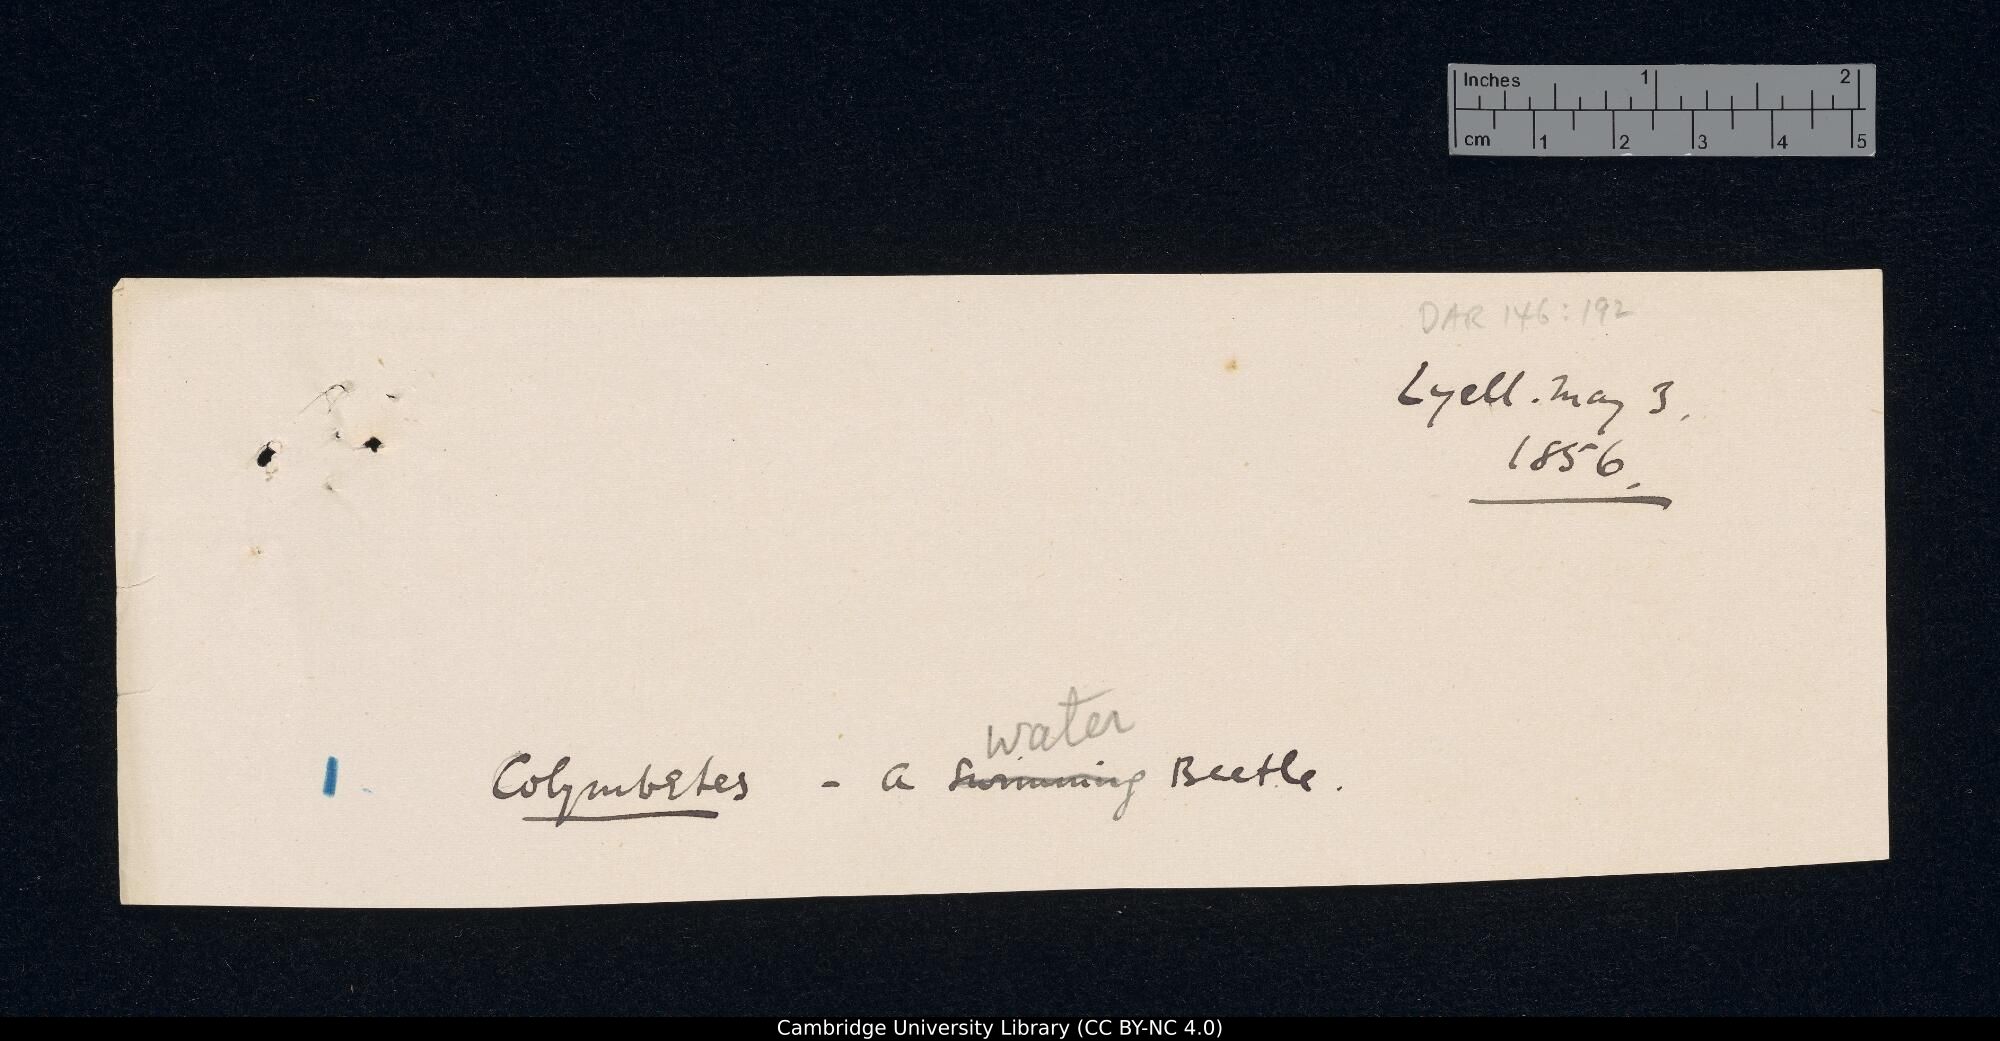 Inches 1 2
cm 1 2 3 4 5
DAR 146:192
Lyell. May 3.
1856.
water
Colymbetes - a swimming Beetle.
Cambridge University Library (CC BY-NC 4.0)